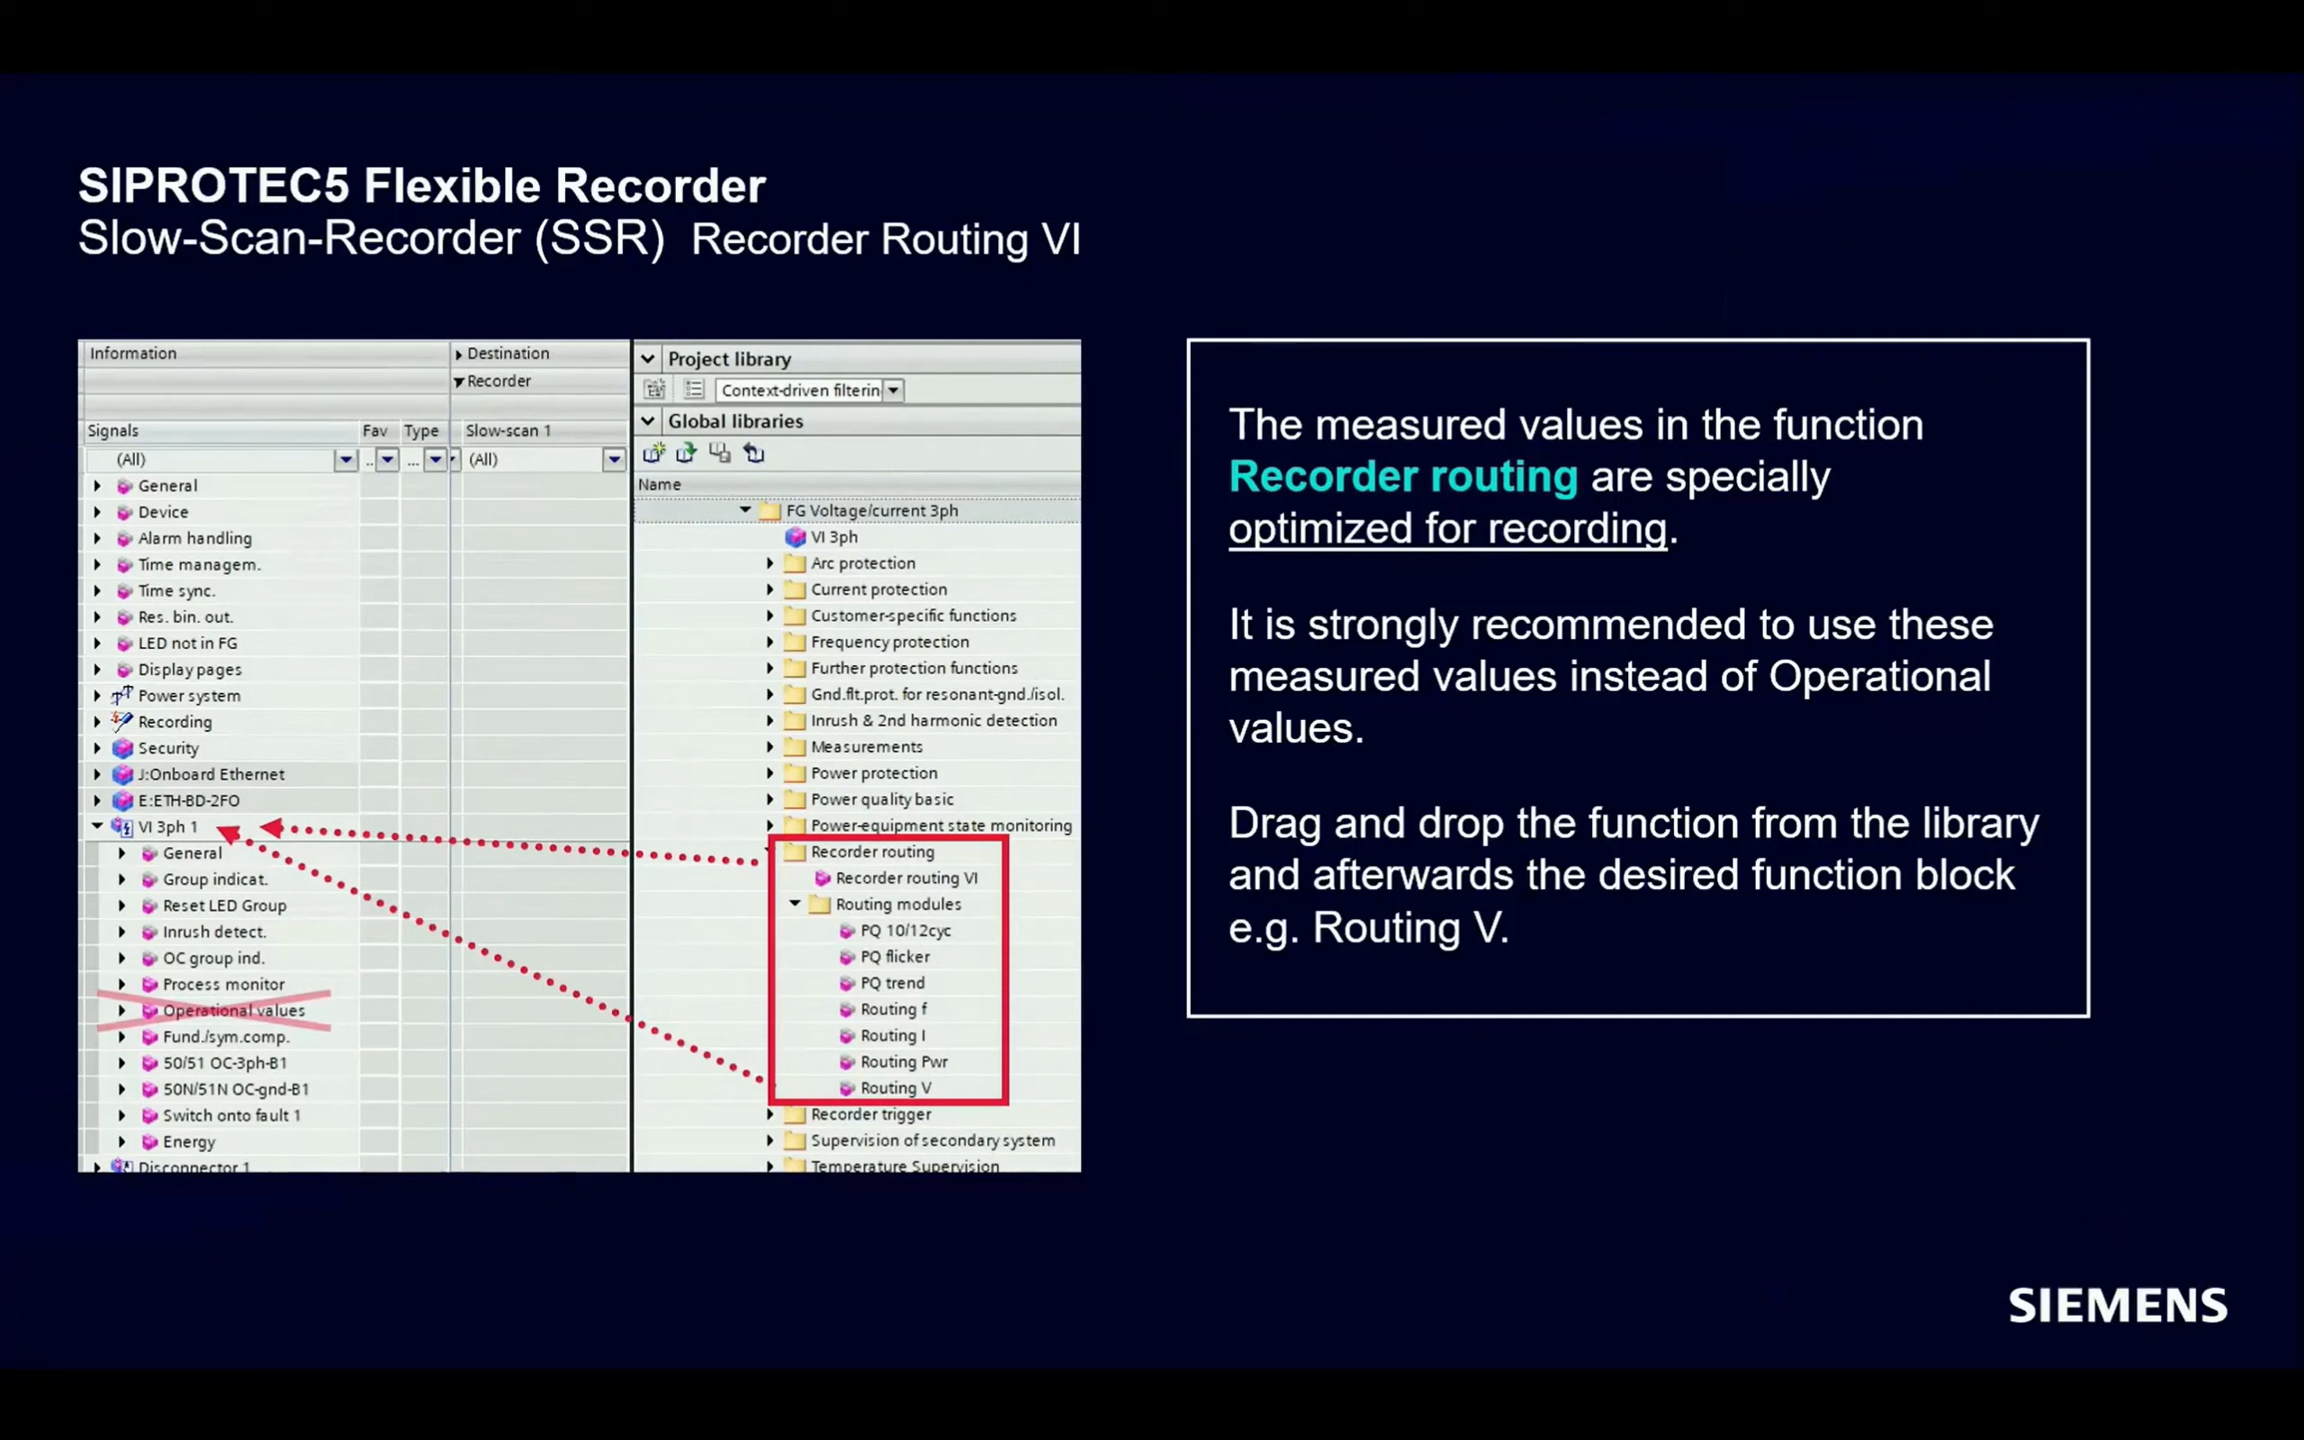 SIPROTEC5 Flexible Recorder
Slow-Scan-Recorder (SSR) Recorder Routing VI
Information
Destination
Recorder
Signals Fav Type Slow-scan 1
(All) .. ... (All)
General
Device
Alarm handling
Time managem.
Time sync.
Res. bin. out.
LED not in FG
Display pages
Power system
Recording
Security
J:Onboard Ethernet
E:ETH-BD-2FO
VI 3ph 1
General
Group indicat.
Reset LED Group
Inrush detect.
OC group ind.
Process monitor
Operational values
Fund./sym.comp.
50/51 OC-3ph-B1
50N/51N OC-gnd-B1
Switch onto fault 1
Energy
Disconnector 1
Project library
Context-driven filterin
Global libraries
Name
FG Voltage/current 3ph
VI 3ph
Arc protection
Current protection
Customer-specific functions
Frequency protection
Further protection functions
Gnd.flt.prot. for resonant-gnd./isol.
Inrush & 2nd harmonic detection
Measurements
Power protection
Power quality basic
Power-equipment state monitoring
Recorder routing
Recorder routing VI
Routing modules
PQ 10/12cyc
PQ flicker
PQ trend
Routing f
Routing I
Routing Pwr
Routing V
Recorder trigger
Supervision of secondary system
Temperature Supervision
The measured values in the function
Recorder routing are specially
optimized for recording.
It is strongly recommended to use these
measured values instead of Operational
values.
Drag and drop the function from the library
and afterwards the desired function block
e.g. Routing V.
SIEMENS